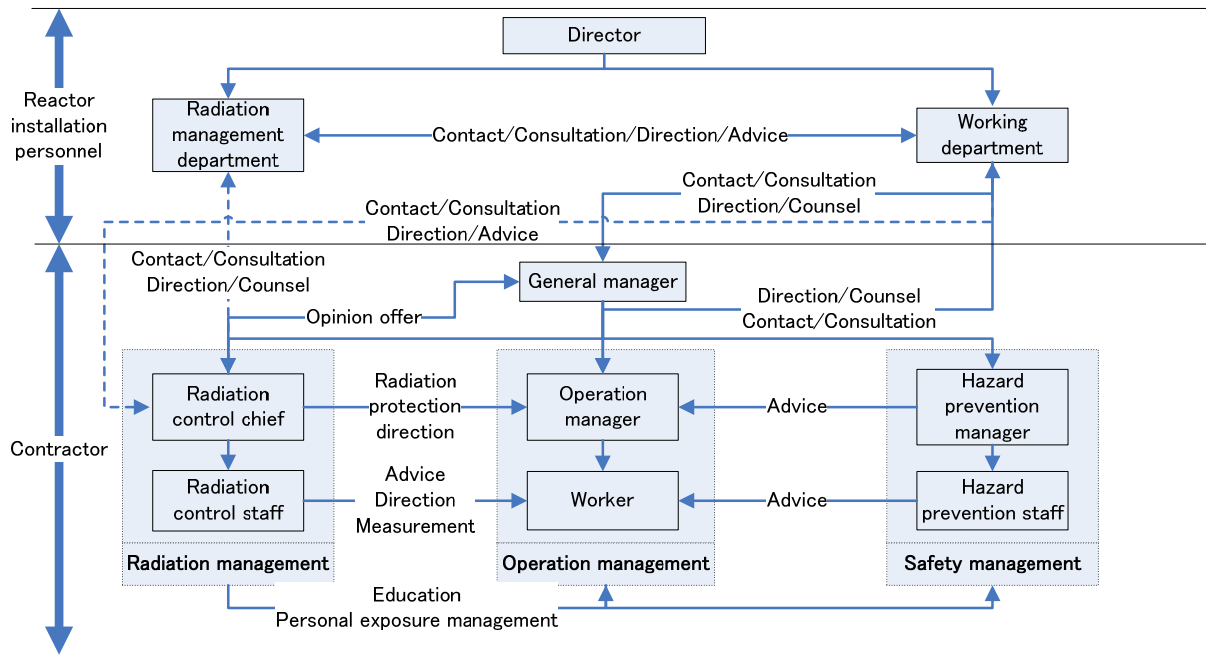 Director
Reactor
installation
personnel
Radiation
management
department
Contact/Consultation/Direction/Advice
Working
department
Contact/Consultation
Direction/Counsel
Contact/Consultation
Direction/Advice
Contact/Consultation
Direction/Counsel
General manager
Opinion offer
Direction/Counsel
Contact/Consultation
Contractor
Radiation
control chief
Radiation
protection
direction
Operation
manager
Advice
Hazard
prevention
manager
Radiation
control staff
Advice
Direction
Measurement
Worker
Advice
Hazard
prevention staff
Radiation management
Operation management
Safety management
Education
Personal exposure management